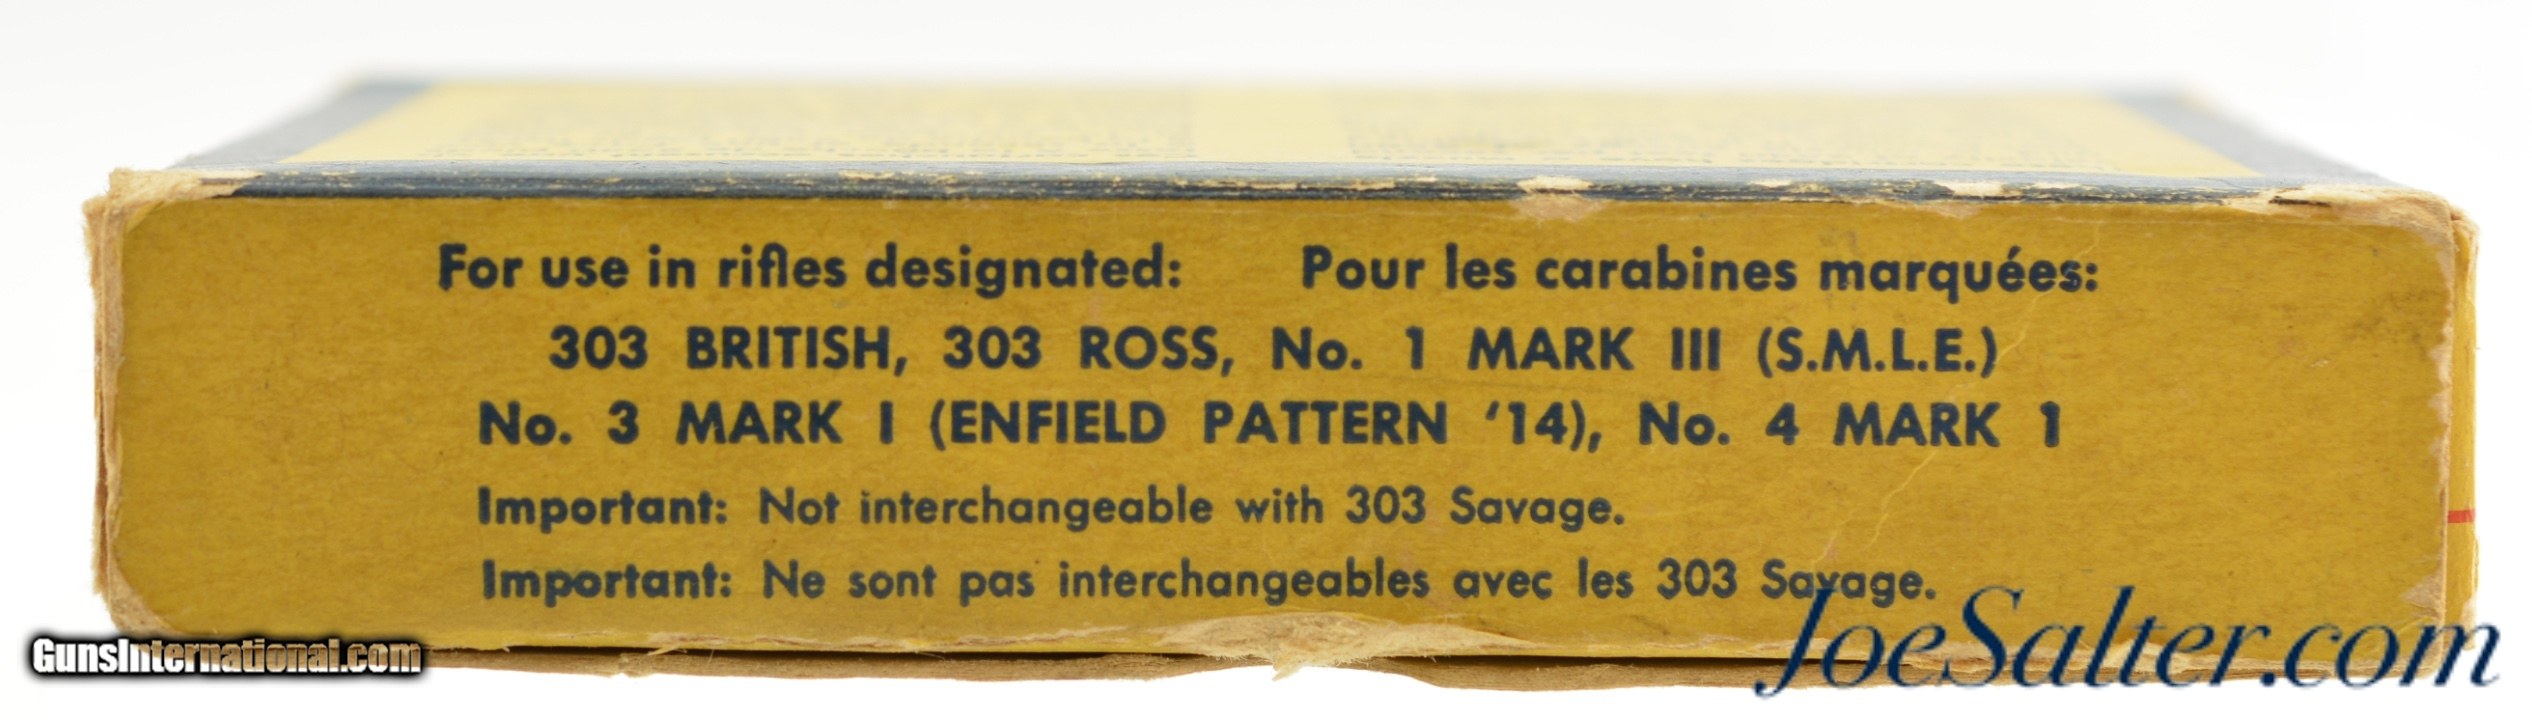 For use in rifles designated: Pour les carabines marquées:
303 BRITISH, 303 ROSS, No. 1 MARK III (S.M.L.E.)
No. 3 MARK I (ENFIELD PATTERN '14), No. 4 MARK 1
Important: Not interchangeable with 303 Savage.
Important: Ne sont pas interchangeables avec les 303 Savage.
GunsInternational.com
JoeSalter.com